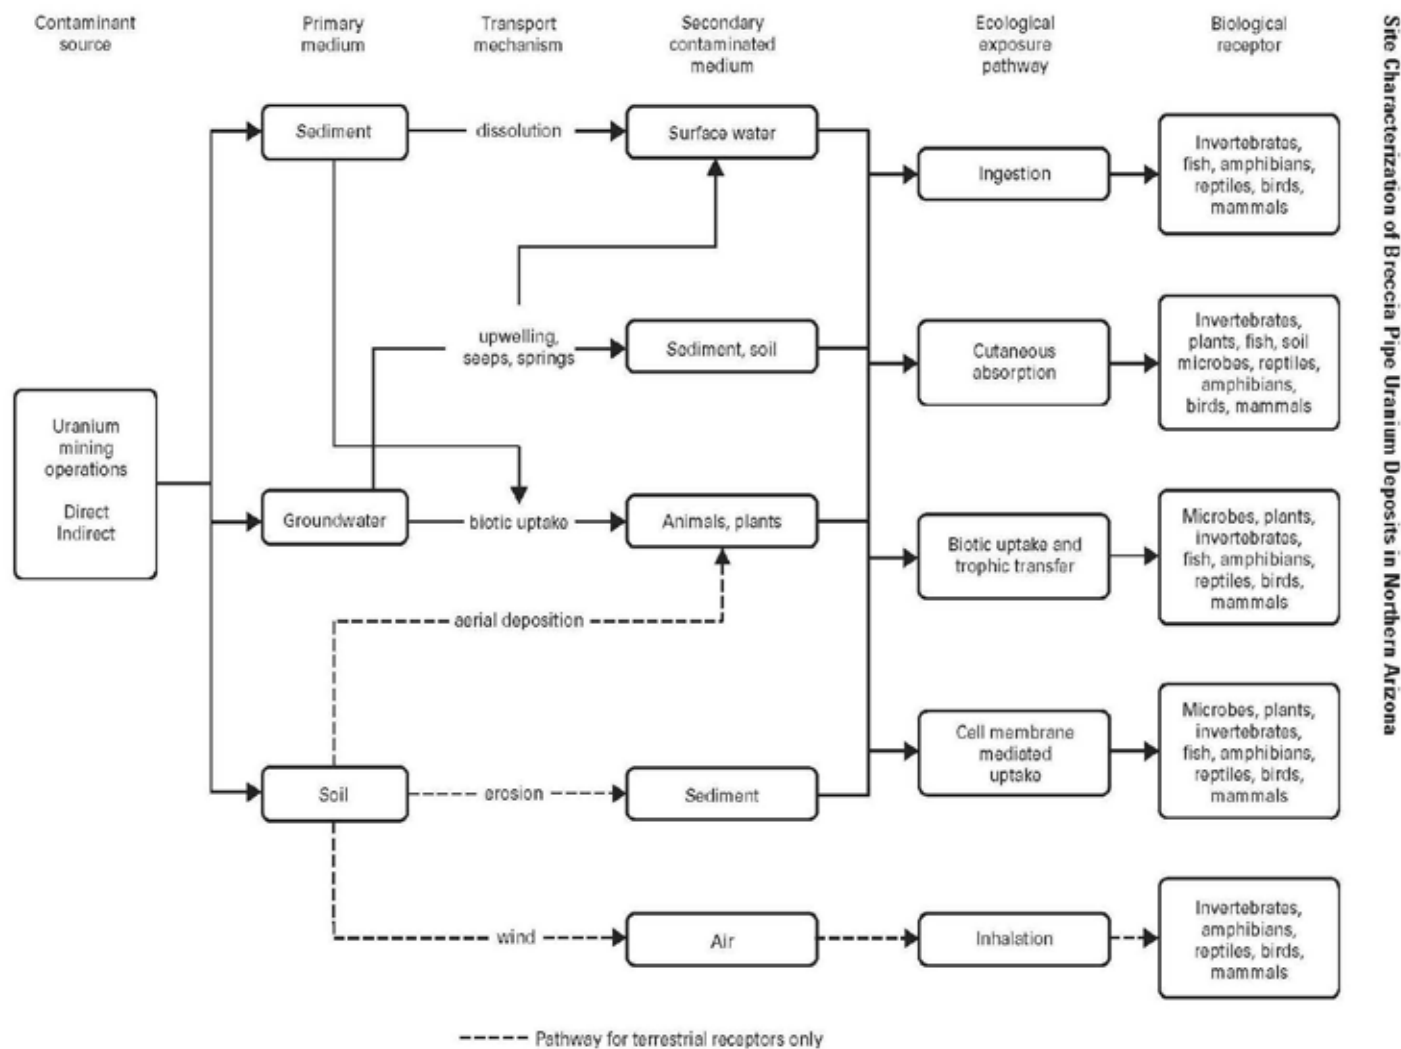 Contaminant
source
Primary
medium
Transport
mechanism
Secondary
contaminated
medium
Ecological
exposure
pathway
Biological
receptor
Sediment
dissolution
Surface water
Ingestion
Invertebrates,
fish, amphibians,
reptiles, birds,
mammals
upwelling,
seeps, springs
Sediment, soil
Cutaneous
absorption
Invertebrates,
plants, fish, soil
microbes, reptiles,
amphibians,
birds, mammals
Uranium
mining
operations
Direct
Indirect
Groundwater
biotic uptake
Animals, plants
Biotic uptake and
trophic transfer
Microbes, plants,
invertebrates,
fish, amphibians,
reptiles, birds,
mammals
aerial deposition
Soil
erosion
Sediment
Cell membrane
mediated
uptake
Microbes, plants,
invertebrates,
fish, amphibians,
reptiles, birds,
mammals
wind
Air
Inhalation
Invertebrates,
amphibians,
reptiles, birds,
mammals
Pathway for terrestrial receptors only
Site Characterization of Breccia Pipe Uranium Deposits in Northern Arizona